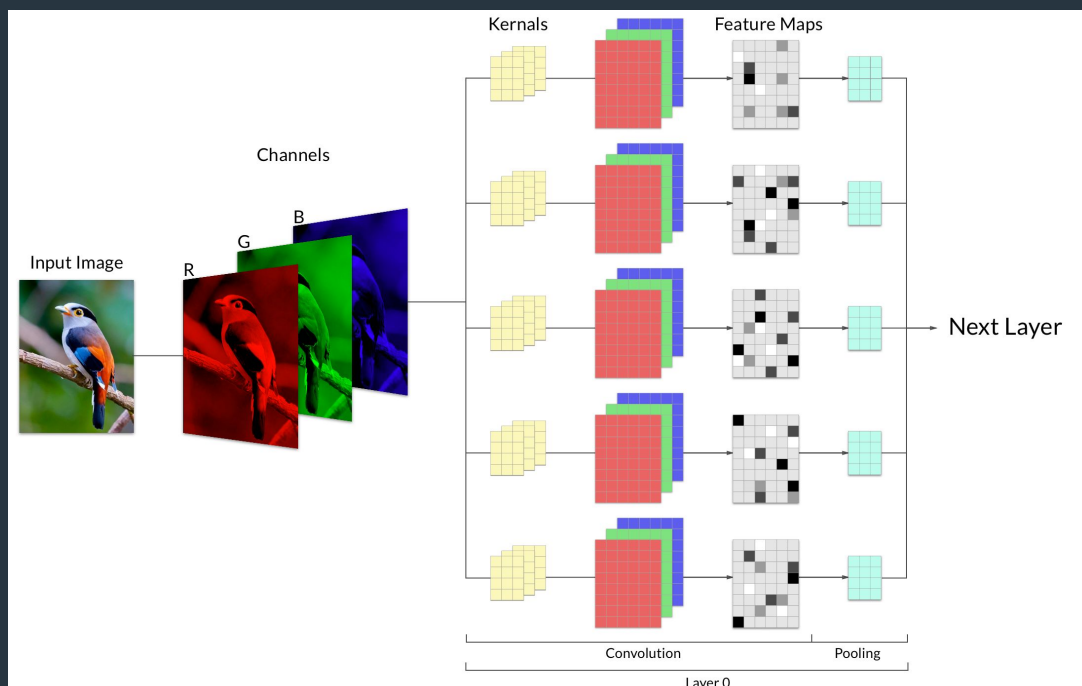 Kernals
Feature Maps
Channels
B
G
R
Input Image
Next Layer
Convolution
Pooling
Layer 0